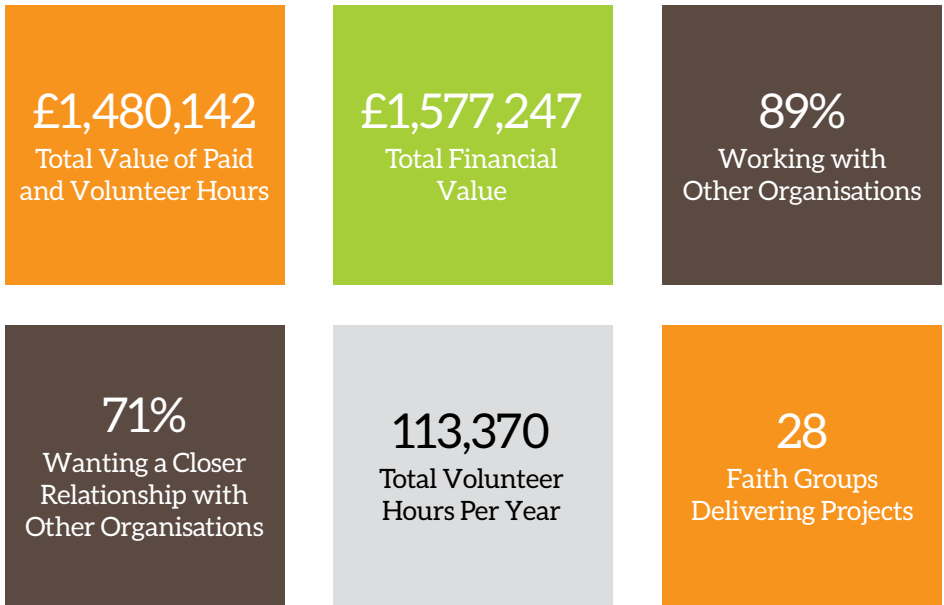 £1,480,142
Total Value of Paid
and Volunteer Hours
£1,577,247
Total Financial
Value
89%
Working with
Other Organisations
71%
Wanting a Closer
Relationship with
Other Organisations
113,370
Total Volunteer
Hours Per Year
28
Faith Groups
Delivering Projects